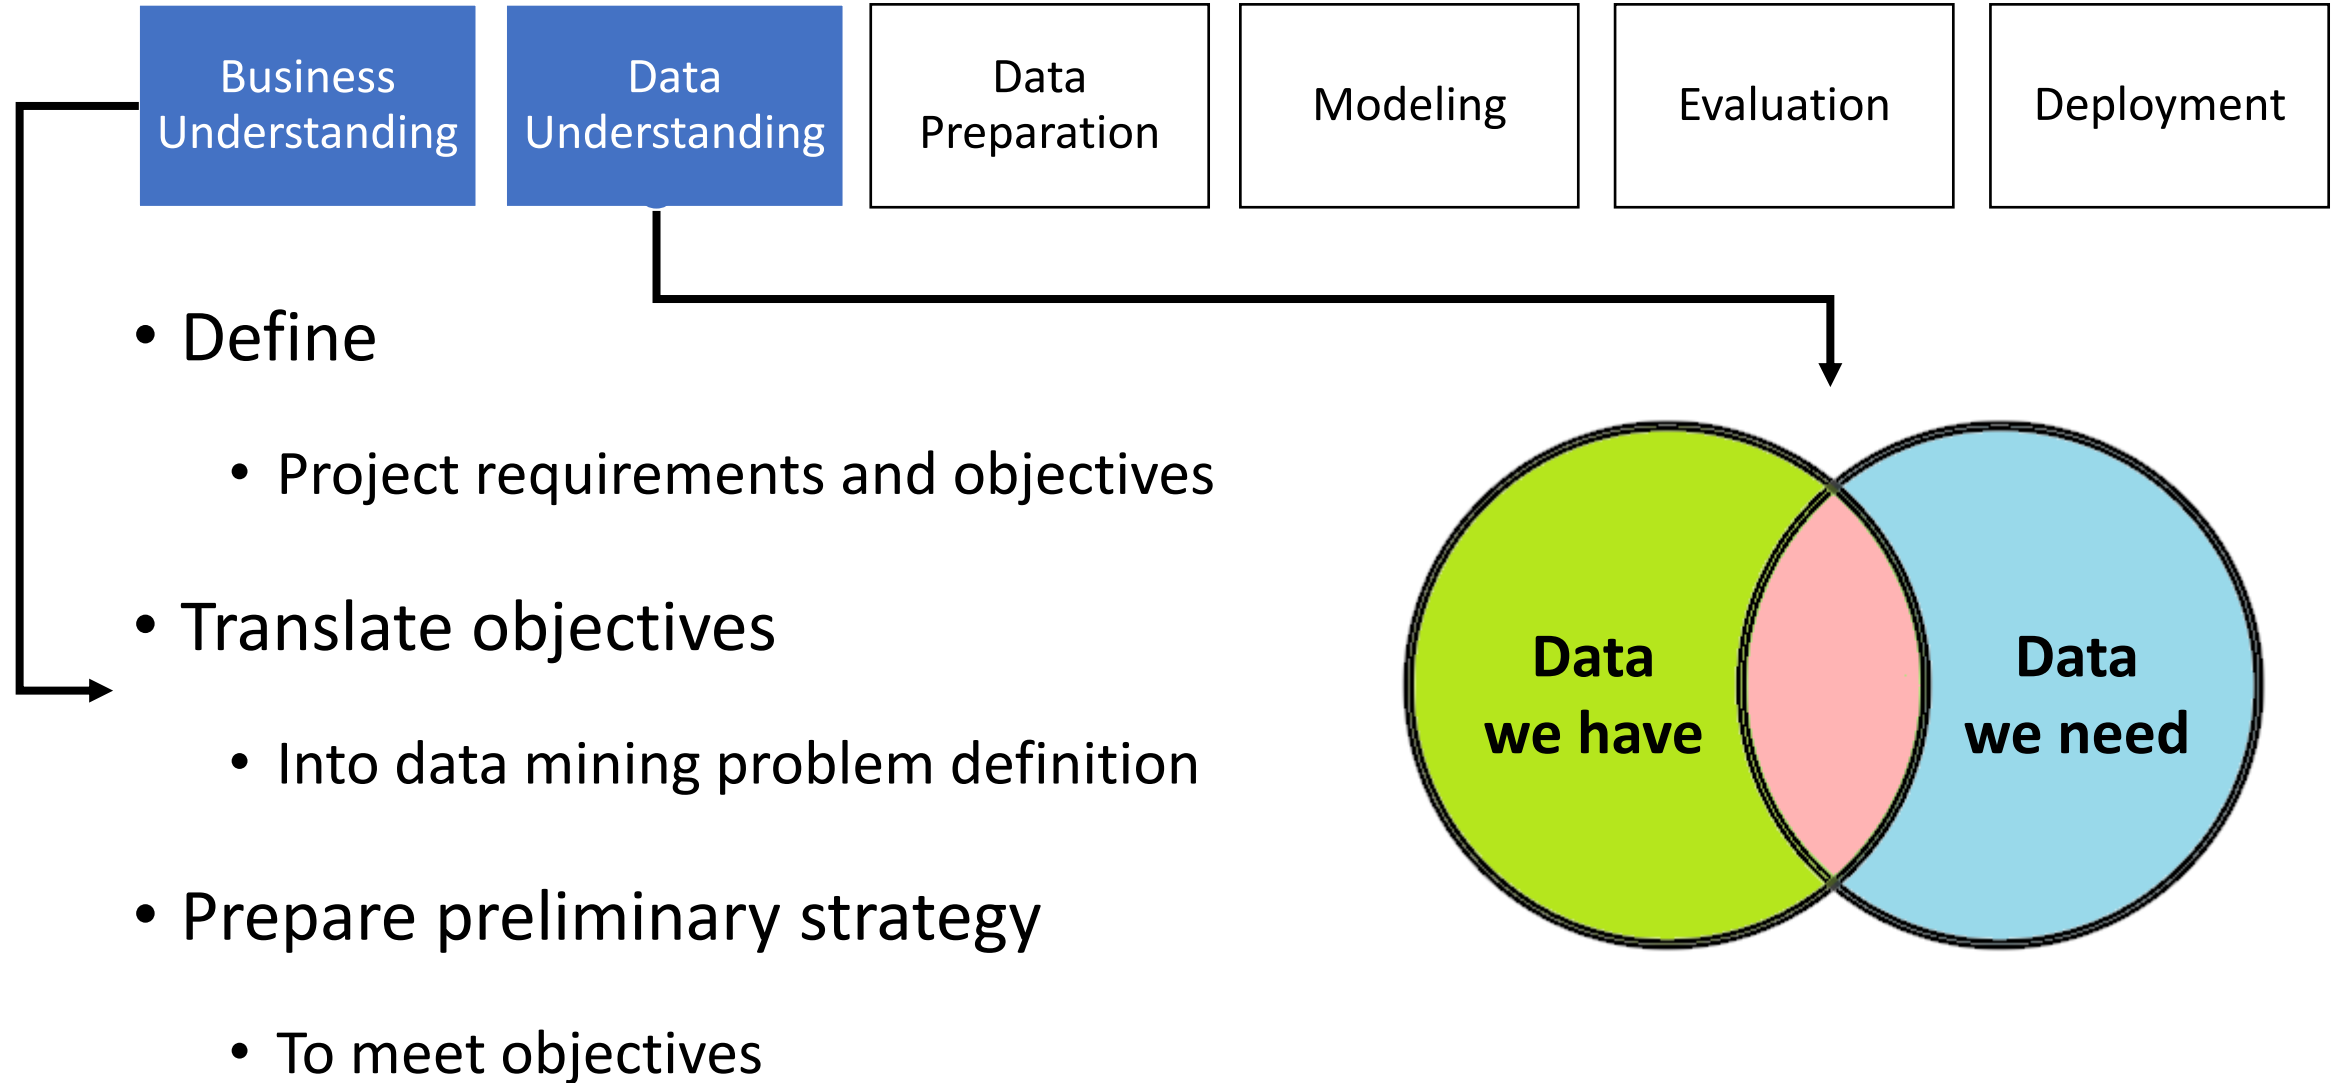 Business
Understanding
Data
Understanding
Data
Preparation
Modeling
Evaluation
Deployment
• Define
• Project requirements and objectives
• Translate objectives
• Into data mining problem definition
• Prepare preliminary strategy
• To meet objectives
Data
we have
Data
we need